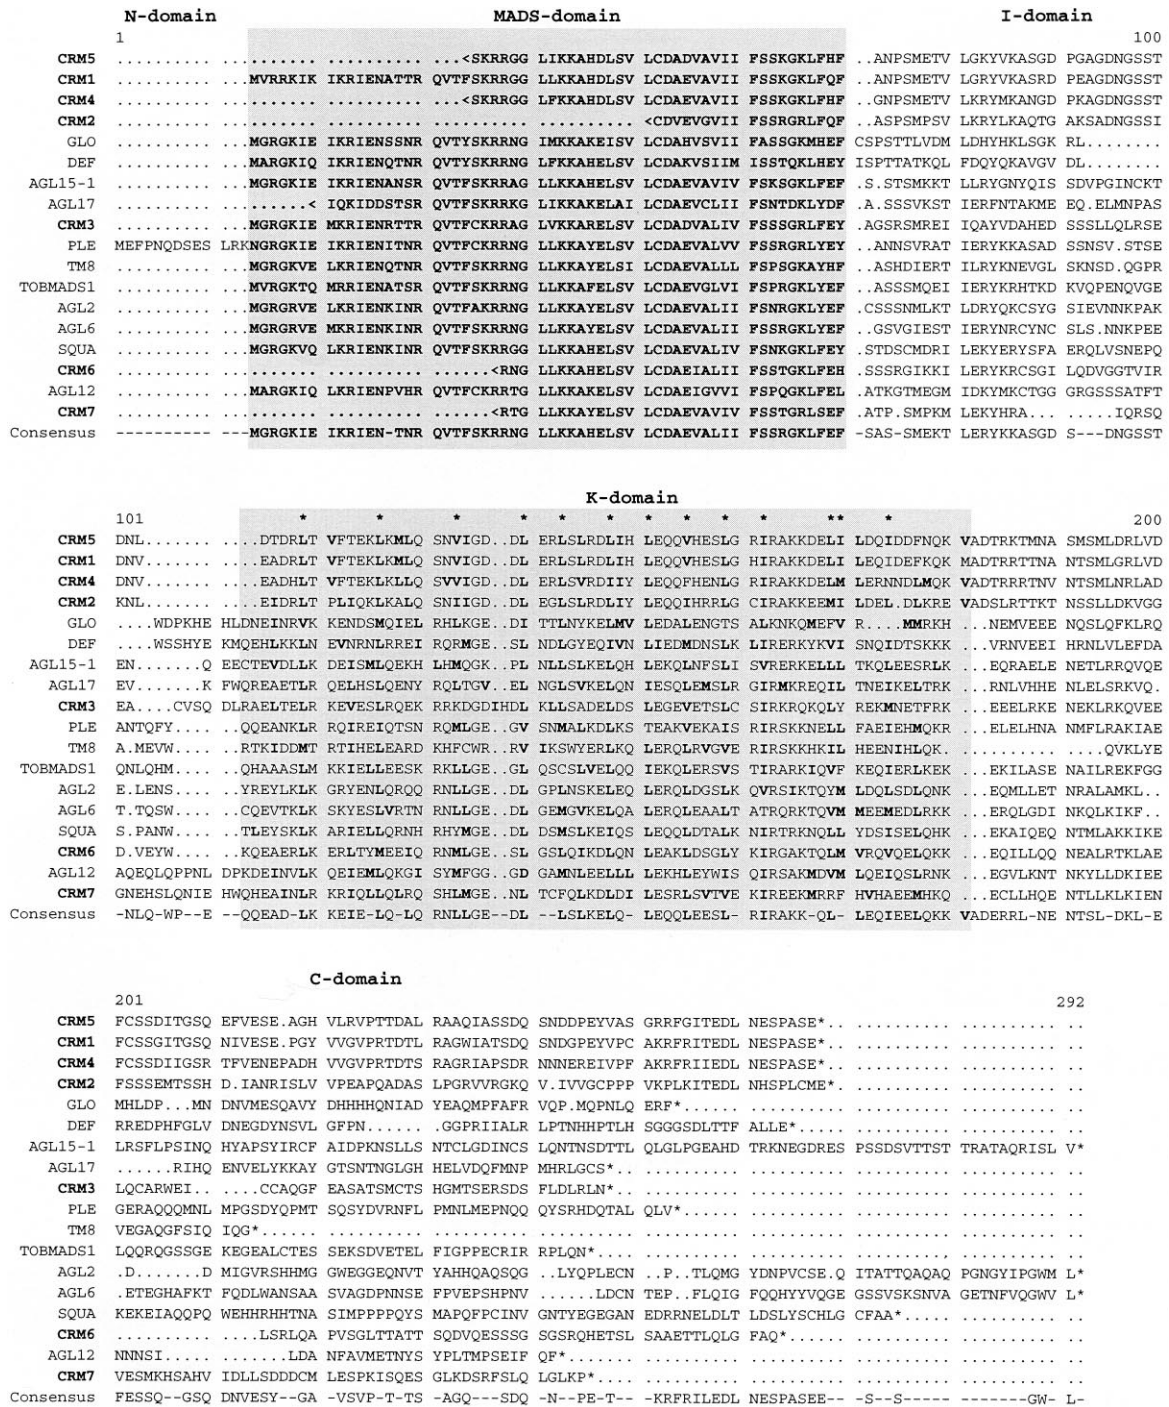 N-domain MADS-domain I-domain
1 100
CRM5 .......... .......... .......... ......<SKRRGG LIKKAHDLSV LCDADVAVII FSSKGKLFHF ..ANPSMETV LGKYVKASGD PGAGDNGSST
CRM1 .......... ...MVRRKIK IKRIENATTR QVTFSKRRGG LIKKAHDLSV LCDAEVAVII FSSKGKLFQF ..ANPSMETV LGKYVKASRD PEAGDNGSST
CRM4 .......... .......... .......... ......<SKRRGG LFKKAHDLSV LCDAEVAVII FSSKGKLFHF ..GNPSMETV LKRYMKANGD PKAGDNGSST
CRM2 .......... .......... .......... .......... .......... <CDVEVGVII FSSRGRLFQF ..ASPSMPSV LKRYLKAQTG AKSADNGSSI
GLO .......... ...MGRGKIE IKRIENSSNR QVTYSKRRNG IMKKAKEISV LCDAHVSVII FASSGKMHEF CSPSTTLVDM LDHYHKLSGK RL........
DEF .......... ...MARGKIQ IKRIENQTNR QVTYSKRRNG LFKKAHELSV LCDAKVSIIM ISSTQKLHEY ISPTTATKQL FDQYQKAVGV DL........
AGL15-1 .......... ...MGRGKIE IKRIENANSR QVTFSKRRAG LLKKAHELSV LCDAEVAVIV FSKSGKLFEF S.STSMKKT LLRYGNYQIS SDVPGINCKT
AGL17 .......... ........< IQKIDDSTSR QVTFSKRRKG LIKKAKELAI LCDAEVCLII FSNTDKLYDF A.SSSVKST IERFNTAKME EQ.ELMNPAS
CRM3 .......... ...MGRGKIE MKRIENRTTR QVTFCKRRAG LVKKARELSV LCDADVALIV FSSRGRLFEY AGSRSMREI IQAYVDAHED SSSLLQLRSE
PLE MEFPNQDSES LRKNGRGKIE IKRIENITNR QVTFCKRRNG LLKKAYELSV LCDAEVALVV FSSRGRLYEY ANNSVRAT IERYKKASAD SSNSV.STSE
TM8 .......... ...MGRGKVE LKRIENQTNR QVTFSKRRNG LLKKAYELSI LCDAEVALLL FSPSGKAYHF ASHDIERT ILRYKNEVGL SKNSD.QGPR
TOBMADS1 .......... ...MVRGKTQ MRRIENATSR QVTFSKRRNG LLKKAFELSV LCDAEVGLVI FSPRGKLYEF ASSSMQEI IERYKRHTKD KVQPENQVGE
AGL2 .......... ...MGRGRVE LKRIENKINR QVTFAKRRNG LLKKAYELSV LCDAEVALII FSNRGKLYEF CSSSNMLKT LDRYQKCSYG SIEVNNKPAK
AGL6 .......... ...MGRGRVE MKRIENKINR QVTFSKRRNG LLKKAYELSV LCDAEVALII FSSRGKLYEF GSVGIEST IERYNRCYNC SLS.NNKPEE
SQUA .......... ...MGRGKVQ LKRIENKINR QVTFSKRRGG LLKKAHELSV LCDAEVALIV FSNKGKLFEY STDSCMDRI LEKYERYSFA ERQLVSNEPQ
CRM6 .......... .......... .......... .........<RNG LLKKAYELSV LCDAEIALII FSSTGKLFEH SSSRGIKKI LERYKRCSGI LQDVGGTVIR
AGL12 .......... ...MARGKIQ LKRIENPVHR QVTFCKRRTG LLKKAKELSV LCDAEIGVVI FSPQGKLFEL ATKGTMEGM IDKYMKCTGG GRGSSSATFT
CRM7 .......... .......... .......... .........<RTG LLKKAYELSV LCDAEVAVIV FSSTGRLSEF ATP.SMPKML LEKYHRA... ...IQRSQ
Consensus ---------- ---MGRGKIE IKRIEN-TNR QVTFSKRRNG LLKKAHELSV LCDAEVALII FSSRGKLFEF -SAS-SMEKT LERYKKASGD S---DNGSST
K-domain
101 * * * * * * * * * * ** * 200
CRM5 DNL....... ...DTDRLT VFTEKLKMLQ SNVIGD..DL ERLSLRDLIH LEQQVHESLG RIRAKKDELI LDQIDDFNQK VADTRKTMNA SMSMLDRLVD
CRM1 DNV....... ...EADRLT VFTEKLKMLQ SNVIGD..DL ERLSLRDLIH LEQQVHESLG HIRAKKDELI LEQIDEFKQK MADTRRTTNA NTSMLGRLVD
CRM4 DNV....... ...EADHLT VFTEKLKLLQ SVVIGD..DL ERLSVRDIIY LEQQFHENLG RIRAKKDELM LERNNDLMQK VADTRRRTNV NTSMLNRLAD
CRM2 KNL....... ...EIDRLT PLIQKLKALQ SNIIGD..DL EGLSLRDLIY LEQQIHRRLG CIRAKKEEMI LDEL.DLKRE VADSLRTTKT NSSLLDKVGG
GLO ....WDPKHE HLDNEINRVK KENDSMQIEL RHLKGE..DI TTLNYKELMV LEDALENGTS ALKNKQMEFV R....MMRKH ...NEMVEEE NQSLQFKLRQ
DEF ....WSSHYE KMQEHLKKLN EVNRNLRREI RQRMGE..SL NDLGYEQIVN LIEDMDNSLK LIRERKYKVI SNQIDTSKKK ...VRNVEEI HRNLVLEFDA
AGL15-1 EN.......Q EECTEVDLLK DEISMLQEKH LHMQGK..PL NLLSLKELQH LEKQLNFSLI SVRERKELLL TKQLEESRLK ...EQRAELE NETLRRQVQE
AGL17 EV.......K FWQREAETLR QELHSLQENY RQLTGV..EL NGLSVKELQN IESQLEMSLR GIRMKREQIL TNEIKELTRK ...RNLVHHE NLELSRKVQ.
CRM3 EA....CVSQ DLRAELTELR KEVESLRQEK RRKDGDIHDL KLLSADELDS LEGEVETSLC SIRKRQKQLY REKMNETFRK ...EEELRKE NEKLRKQVEE
PLE ANTQFY.... QQEANKLR RQIREIQTSN RQMLGE..GV SNMALKDLKS TEAKVEKAIS RIRSKKNELL FAEIEHMQKR ...ELELHNA NMFLRAKIAE
TM8 A.MEVW.... RTKIDDMTR TIHELEARD KHFCWR..RV IKSWYERLKQ LERQLRVGVE RIRSKKHKIL HEENIHLQK. .......... QVKLYE
TOBMADS1 QNLQHM.... QHAAASLMK KIELLEESK RKLLGE..GL QSCSLVELQQ IEKQLERSVS TIRARKIQVF KEQIERLKEK ...EKILASE NAILREKFGG
AGL2 E.LENS.... YREYLKLK GRYENLQRQQ RNLLGE..DL GPLNSKELEQ LERQLDGSLK QVRSIKTQYM LDQLSDLQNK ...EQMLLET NRALAMKL..
AGL6 T.TQSW.... CQEVTKLK SKYESLVRTN RNLLGE..DL GEMGVKELQA LERQLEAALT ATRQRKTQVM MEEMEDLRKK ...ERQLGDI NKQLKIKF..
SQUA S.PANW.... TLEYSKLK ARIELLQRNH RHYMGE..DL DSMSLKEIQS LEQQLDTALK NIRTRKNQLL YDSISELQHK ...EKAIQEQ NTMLAKKIKE
CRM6 D.VEYW.... KQEAERLK ERLTYMEEIQ RNMLGE..SL GSLQIKDLQN LEAKLDSGLY KIRGAKTQLM VRQVQELQKK ...EQILLQQ NEALRTKLAE
AGL12 AQEQLQPPNL DPKDEINVLK QEIEMLQKGI SYMFGG..GD GAMNLEELLL LEKHLEYWIS QIRSAKMDVM LQEIQSLRNK ...EGVLKNT NKYLLDKIEE
CRM7 GNEHSLQNIE HWQHEAINLR KRIQLLQLRQ SHLMGE..NL TCFQLKDLDI LESRLSVTVE KIREEKMRRF HVHAEEMHKQ ...ECLLHQE NTLLKLKIEN
Consensus -NLQ-WP--E --QQEAD-LK KEIE-LQ-LQ RNLLGE--DL --LSLKELQ- LEQQLEESL- RIRAKK-QL- LEQIEELQKK VADERRL-NE NTSL-DKL-E
C-domain
201 292
CRM5 FCSSDITGSQ EFVESE.AGH VLRVPTTDAL RAAQIASSDQ SNDDPEYVAS GRRFGITEDL NESPASE*.. .......... .......... ..
CRM1 FCSSGITGSQ NIVESE.PGY VVGVPRTDTL RAGWIATSDQ SNDGPEYVPC AKRFRITEDL NESPASE*.. .......... .......... ..
CRM4 FCSSDIIGSR TFVENEPADH VVGVPRTDTS RAGRIAPSDR NNNEREIVPF AKRFRIIEDL NESPASE*.. .......... .......... ..
CRM2 FSSSEMTSSH D.IANRISLV VPEAPQADAS LPGRVVRGKQ V.IVVGCPPP VKPLKITEDL NHSPLCME*. .......... .......... ..
GLO MHLDP...MN DNVMESQAVY DHHHHQNIAD YEAQMPFAFR VQP.MQPNLQ ERF*...... .......... .......... .......... ..
DEF RREDPHFGLV DNEGDYNSVL GFPN...... .GGPRIIALR LPTNHHPTLH SGGGSDLTTF ALLE*..... .......... .......... ..
AGL15-1 LRSFLPSINQ HYAPSYIRCF AIDPKNSLLS NTCLGDINCS LQNTNSDTTL QLGLPGEAHD TRKNEGDRES PSSDSVTTST TRATAQRISL V*
AGL17 ......RIHQ ENVELYKKAY GTSNTNGLGH HELVDQFMNP MHRLGCS*.. .......... .......... .......... .......... ..
CRM3 LQCARWEI.. ....CCAQGF EASATSMCTS HGMTSERSDS FLDLRLN*.. .......... .......... .......... .......... ..
PLE GERAQQQMNL MPGSDYQPMT SQSYDVRNFL PMNLMEPNQQ QYSRHDQTAL QLV*...... .......... .......... .......... ..
TM8 VEGAQGFSIQ IQG*...... .......... .......... .......... .......... .......... .......... .......... ..
TOBMADS1 LQQRQGSSGE KEGEALCTES SEKSDVETEL FIGPPECRIR RPLQN*.... .......... .......... .......... .......... ..
AGL2 .D.......D MIGVRSHHMG GWEGGEQNVT YAHHQAQSQG ..LYQPLECN ..P..TLQMG YDNPVCSE.Q ITATTQAQAQ PGNGYIPGWM L*
AGL6 .ETEGHAFKT FQDLWANSAA SVAGDPNNSE FPVEPSHPNV ......LDCN TEP..FLQIG FQQHYYVQGE GSSVSKSNVA GETNFVQGWV L*
SQUA KEKEIAQQPQ WEHHRHHTNA SIMPPPPQYS MAPQFPCINV GNTYEGEGAN EDRRNELDLT LDSLYSCHLG CFAA*..... .......... ..
CRM6 .......... ....LSRLQA PVSGLTTATT SQDVQESSSG SGSRQHETSL SAAETTLQLG FAQ*...... .......... .......... ..
AGL12 NNNSI..... .......LDA NFAVMETNYS YPLTMPSEIF QF*....... .......... .......... .......... .......... ..
CRM7 VESMKHSAHV IDLLSDDDCM LESPKISQES GLKDSRFSLQ LGLKP*.... .......... .......... .......... .......... ..
Consensus FESSQ--GSQ DNVESY--GA -VSVP-T-TS -AGQ---SDQ -N--PE-T-- -KRFRILEDL NESPASEE-- -S--S----- -------GW- L-